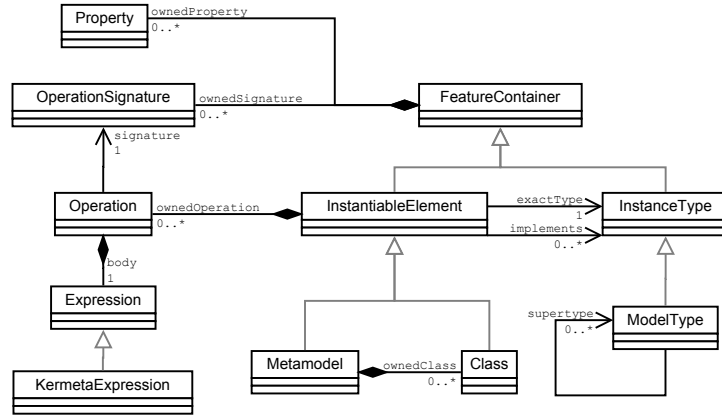 Property
ownedProperty
0..*
OperationSignature
ownedSignature
0..*
FeatureContainer
signature
1
Operation
ownedOperation
0..*
InstantiableElement
exactType
1
implements
0..*
InstanceType
body
1
Expression
supertype
0..*
ModelType
KermetaExpression
Metamodel
ownedClass
0..*
Class